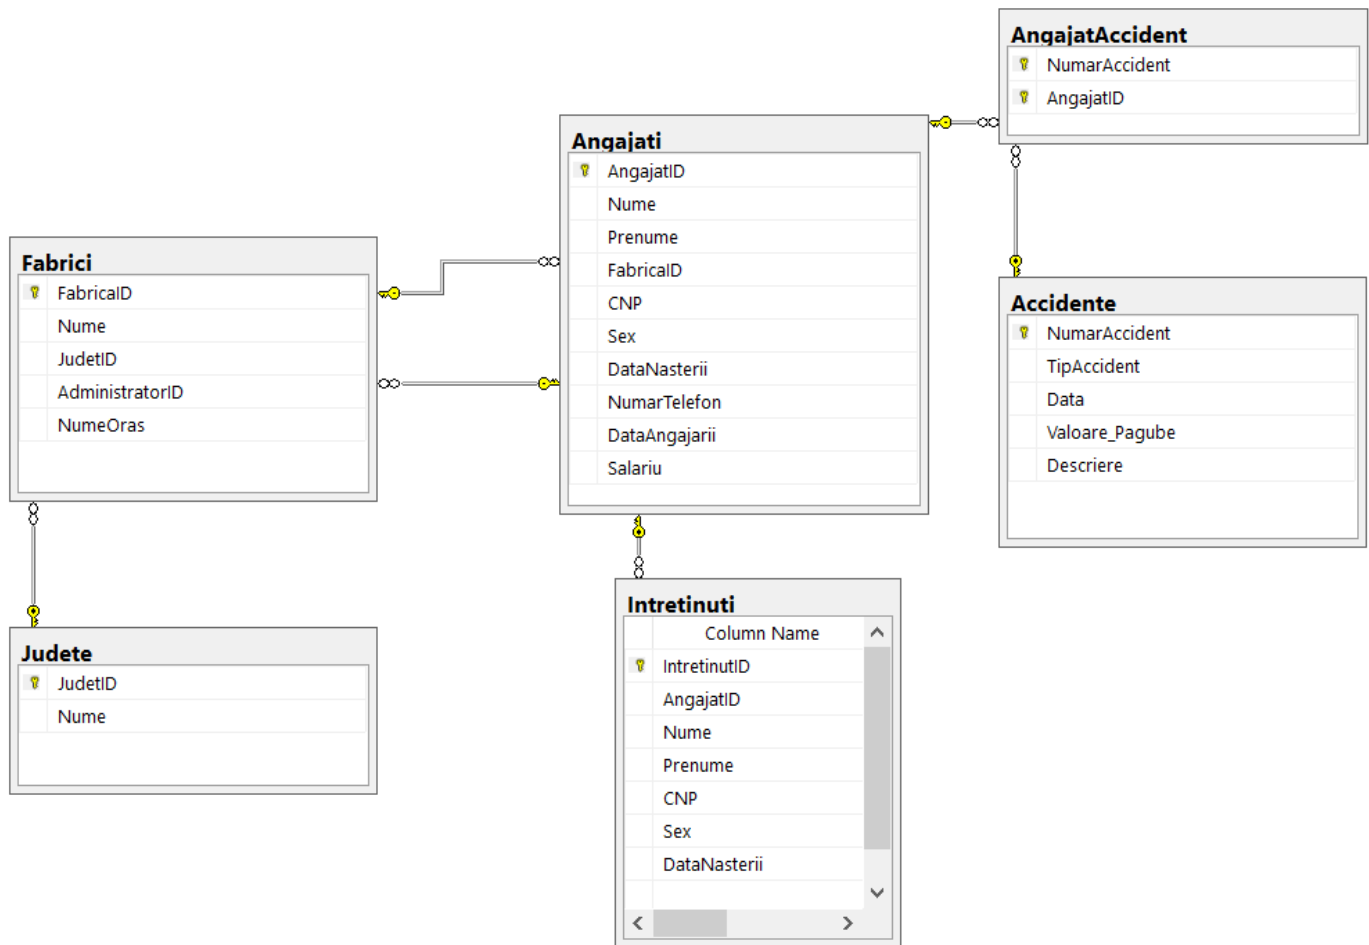 AngajatAccident
NumarAccident
AngajatID
Angajati
AngajatID
Nume
Prenume
FabricaID
CNP
Sex
DataNasterii
NumarTelefon
DataAngajarii
Salariu
Fabrici
FabricaID
Nume
JudetID
AdministratorID
NumeOras
Accidente
NumarAccident
TipAccident
Data
Valoare_Pagube
Descriere
Intretinuti
Column Name
IntretinutID
AngajatID
Nume
Prenume
CNP
Sex
DataNasterii
Judete
JudetID
Nume